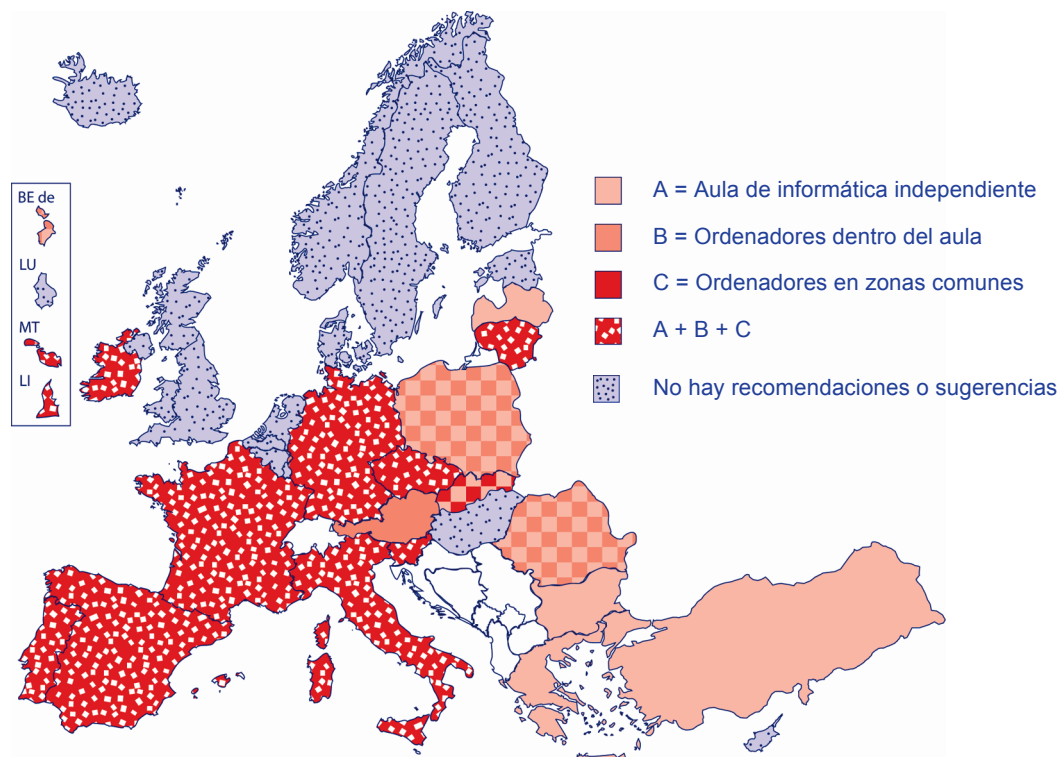 BE de
LU
MT
LI
A = Aula de informática independiente
B = Ordenadores dentro del aula
C = Ordenadores en zonas comunes
A + B + C
No hay recomendaciones o sugerencias